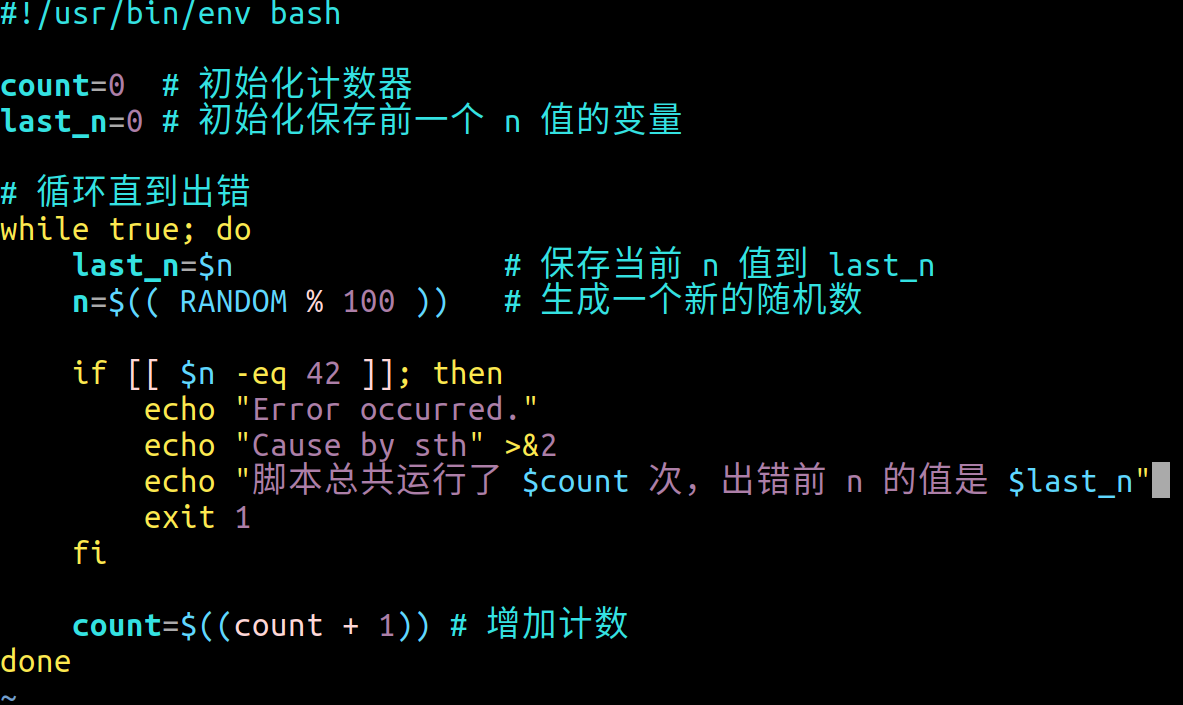 #!/usr/bin/env bash
count=0  # 初始化计数器
last_n=0 # 初始化保存前一个 n 值的变量
# 循环直到出错
while true; do
    last_n=$n               # 保存当前 n 值到 last_n
    n=$(( RANDOM % 100 ))   # 生成一个新的随机数
    if [[ $n -eq 42 ]]; then
        echo "Error occurred."
        echo "Cause by sth" >&2
        echo "脚本总共运行了 $count 次，出错前 n 的值是 $last_n"
        exit 1
    fi
    count=$((count + 1)) # 增加计数
done
~